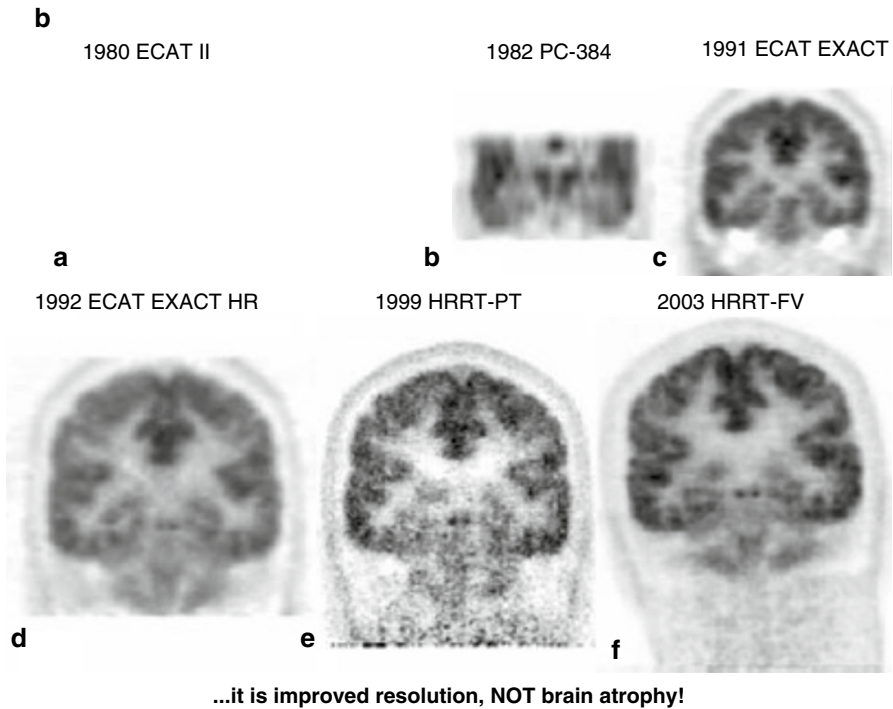 b
1980 ECAT II
1982 PC-384
1991 ECAT EXACT
a
b
c
1992 ECAT EXACT HR
1999 HRRT-PT
2003 HRRT-FV
d
e
f
...it is improved resolution, NOT brain atrophy!